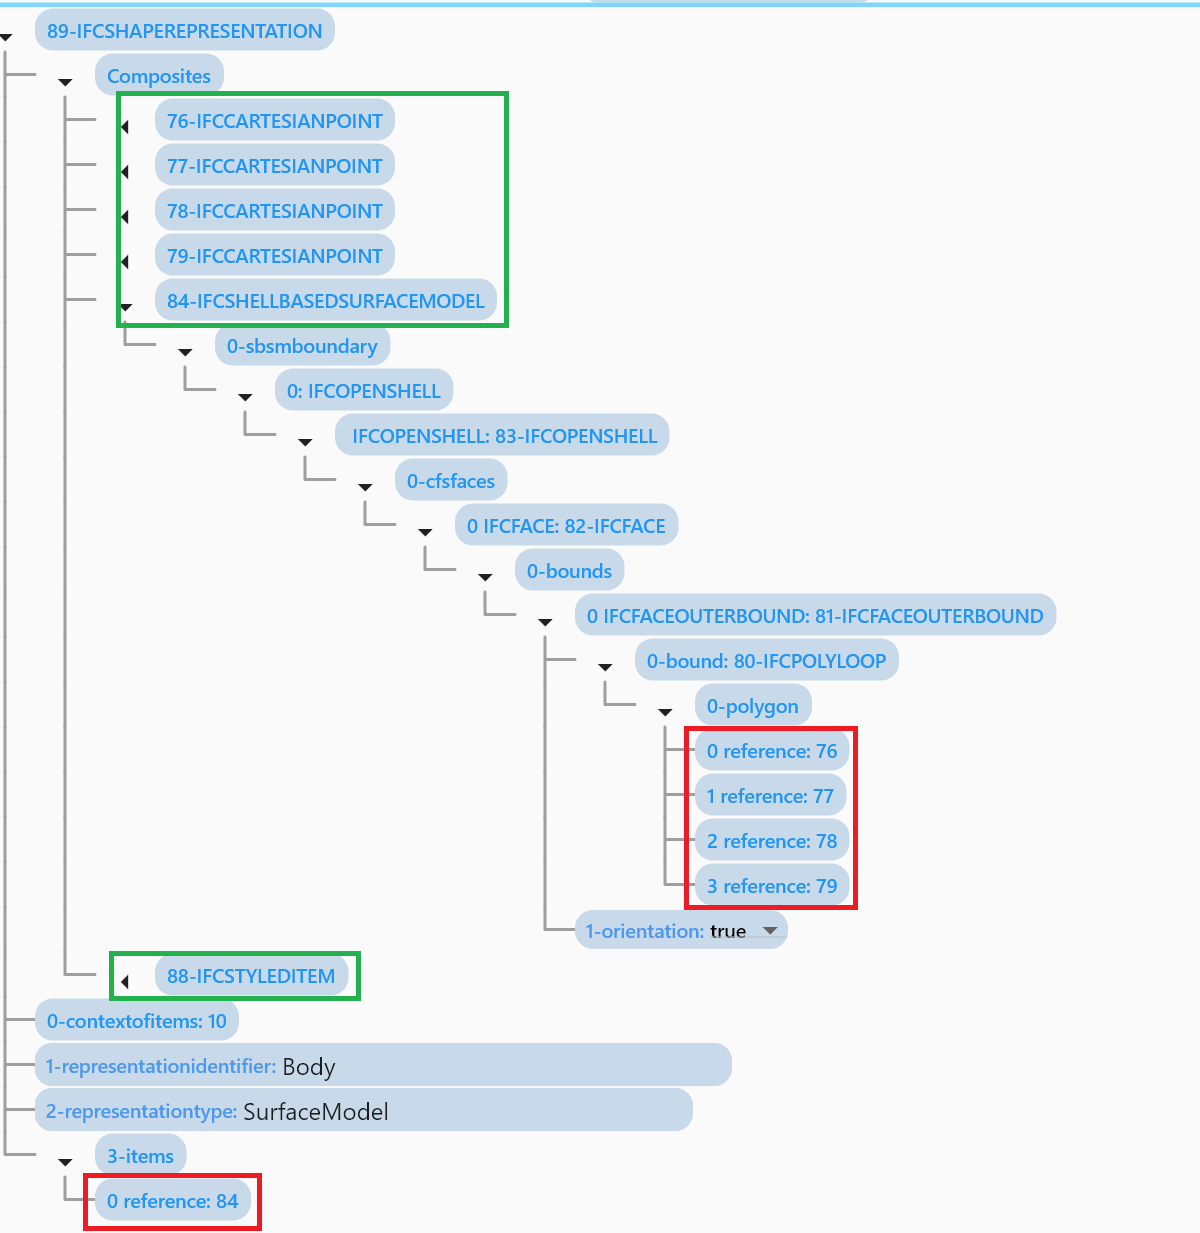 89-IFCSHAPEREPRESENTATION
Composites
76-IFCCARTESIANPOINT
77-IFCCARTESIANPOINT
78-IFCCARTESIANPOINT
79-IFCCARTESIANPOINT
84-IFCSHELLBASEDSURFACEMODEL
0-sbsmboundary
0: IFCOPENSHELL
IFCOPENSHELL: 83-IFCOPENSHELL
0-cfsfaces
0 IFCFACE: 82-IFCFACE
0-bounds
0 IFCFACEOUTERBOUND: 81-IFCFACEOUTERBOUND
0-bound: 80-IFCPOLYLOOP
0-polygon
0 reference: 76
1 reference: 77
2 reference: 78
3 reference: 79
1-orientation: true
88-IFCSTYLEDITEM
0-contextofitems: 10
1-representationidentifier: Body
2-representationtype: SurfaceModel
3-items
0 reference: 84